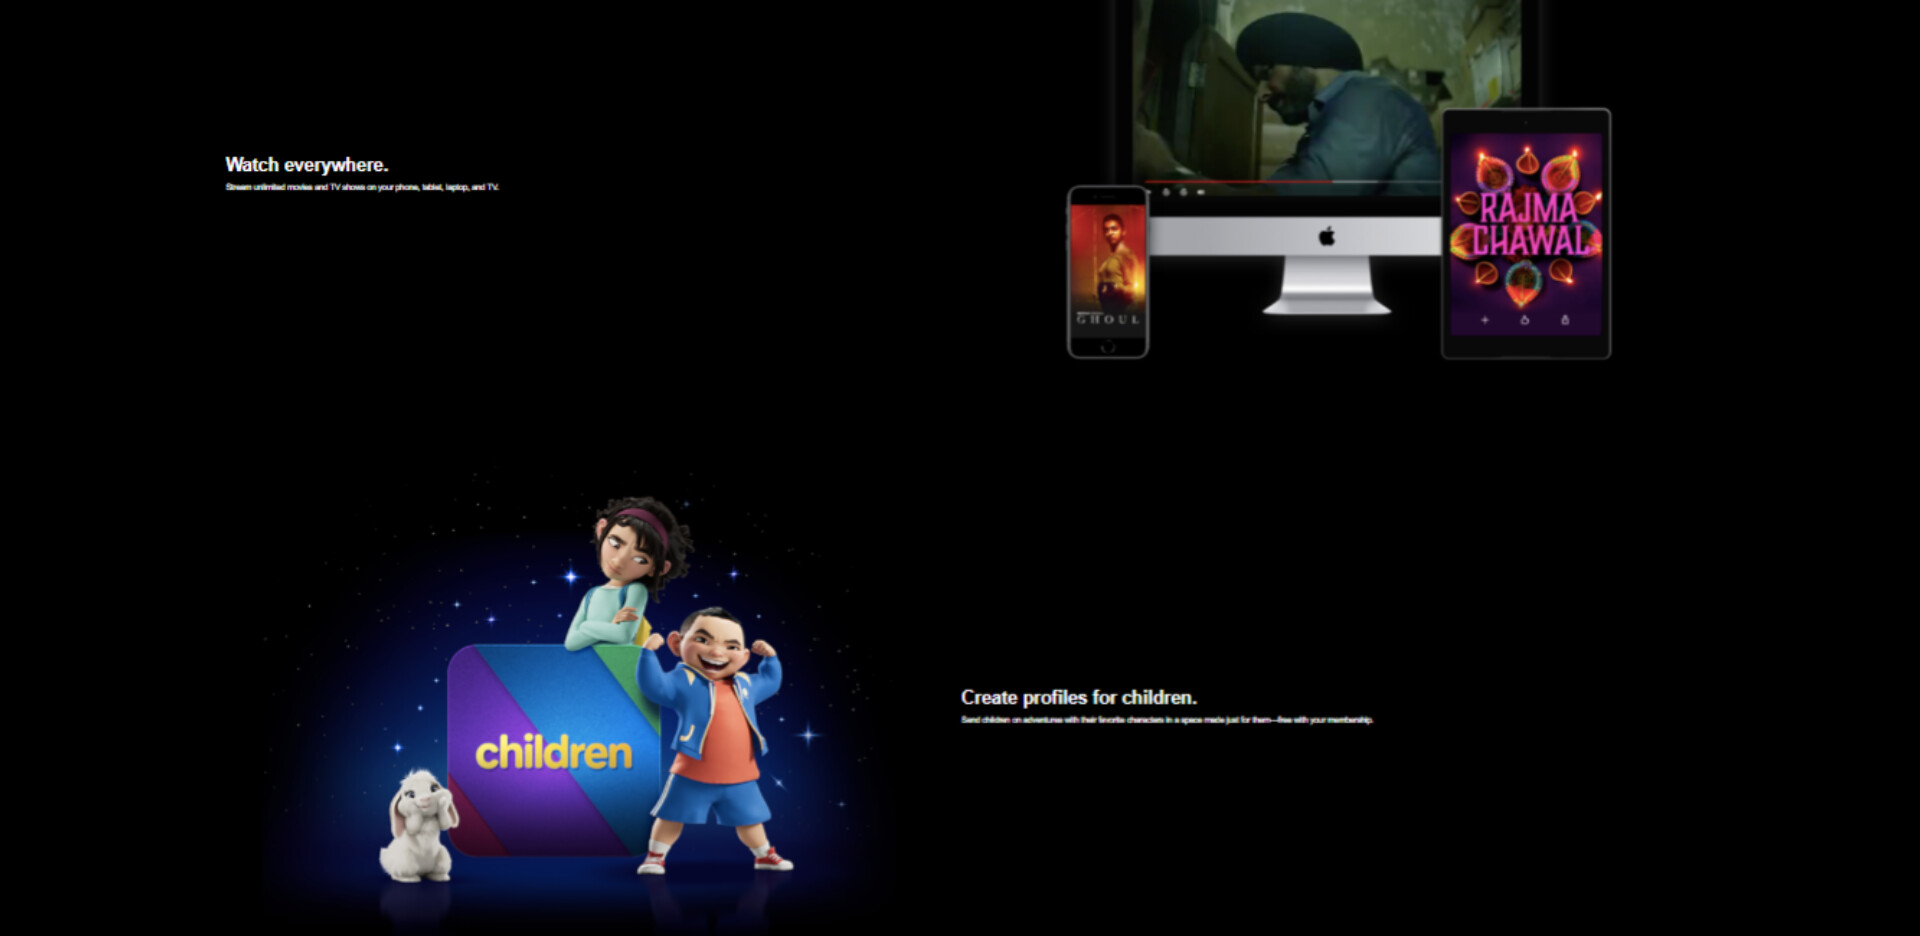 Watch everywhere.
Stream unlimited movies and TV shows on your phone, tablet, laptop, and TV.
RAJMA
CHAWAL
GHOUL
children
Create profiles for children.
Send children on adventures with their favorite characters in a space made just for them—free with your membership.